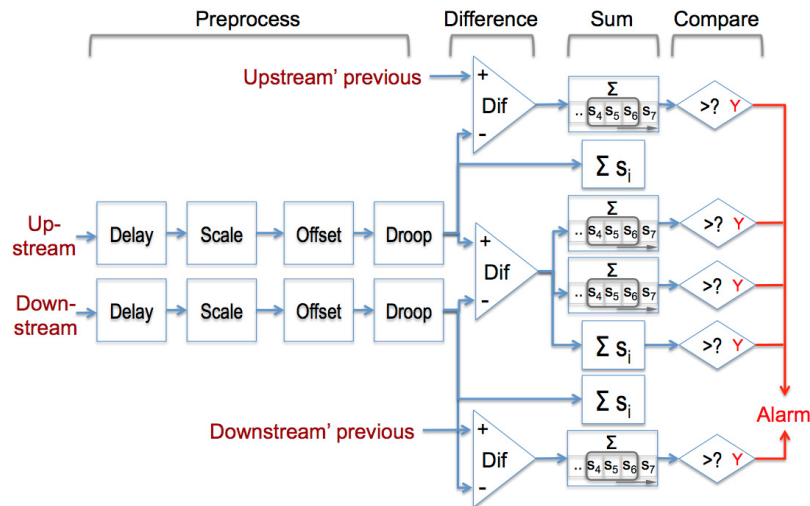 Preprocess Difference Sum Compare
Upstream' previous
+
Dif
-
Σ
.. s4 s5 s6 s7
>? Y
Σ si
Up-
stream
Delay Scale Offset Droop
+
Dif
-
Σ
.. s4 s5 s6 s7
>? Y
Down-
stream
Delay Scale Offset Droop
Σ
.. s4 s5 s6 s7
>? Y
Σ si
>? Y
Σ si
Alarm
Downstream' previous
+
Dif
-
Σ
.. s4 s5 s6 s7
>? Y